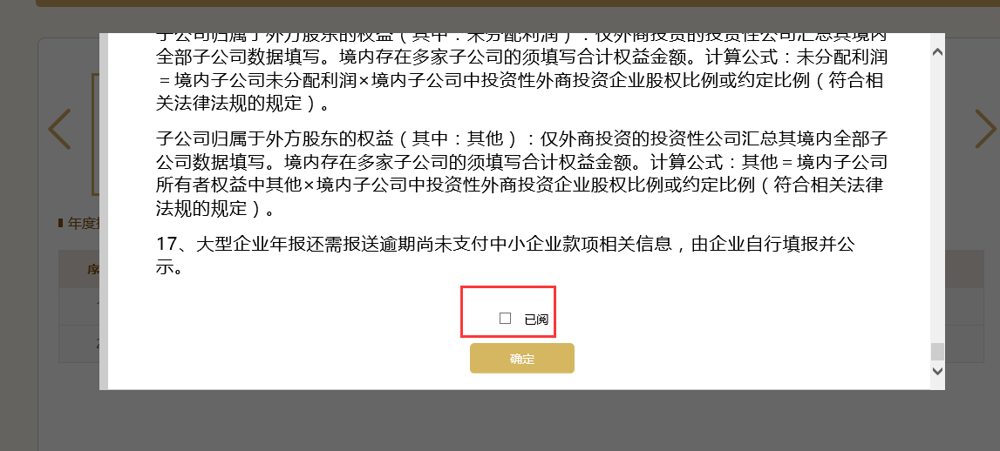 子公司归属于外方股东的权益（其中：未分配利润）：仅外商投资的投资性公司汇总其境内
全部子公司数据填写。境内存在多家子公司的须填写合计权益金额。计算公式：未分配利润
＝境内子公司未分配利润×境内子公司中投资性外商投资企业股权比例或约定比例（符合相
关法律法规的规定）。
子公司归属于外方股东的权益（其中：其他）：仅外商投资的投资性公司汇总其境内全部子
公司数据填写。境内存在多家子公司的须填写合计权益金额。计算公式：其他＝境内子公司
所有者权益中其他×境内子公司中投资性外商投资企业股权比例或约定比例（符合相关法律
法规的规定）。
年度
17、大型企业年报还需报送逾期尚未支付中小企业款项相关信息，由企业自行填报并公
示。
已阅
确定